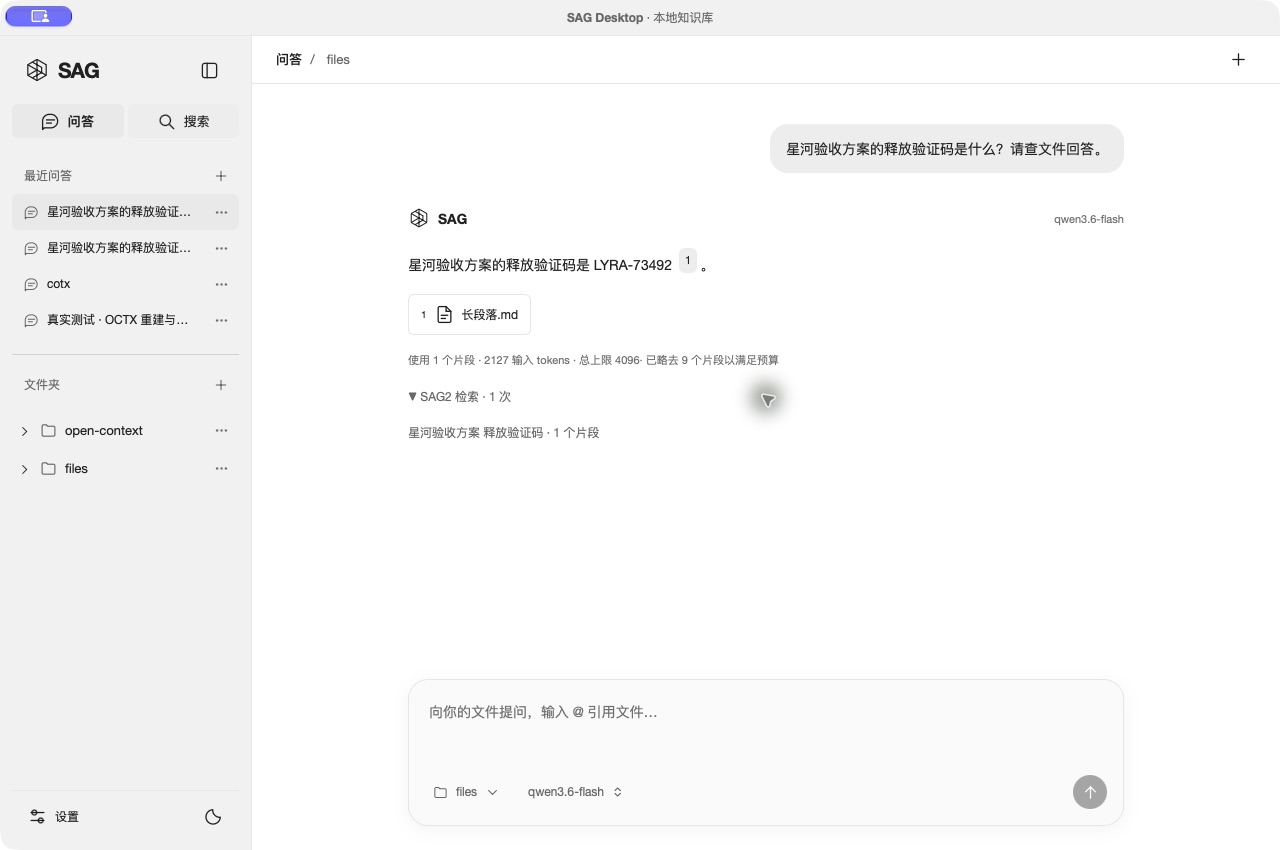 SAG Desktop · 本地知识库
SAG
问答
搜索
最近问答
星河验收方案的释放验证…
星河验收方案的释放验证…
cotx
真实测试 · OCTX 重建与…
文件夹
open-context
files
设置
问答 / files
星河验收方案的释放验证码是什么？请查文件回答。
SAG
qwen3.6-flash
星河验收方案的释放验证码是 LYRA-73492 1 。
1 长段落.md
使用 1 个片段 · 2127 输入 tokens · 总上限 4096· 已略去 9 个片段以满足预算
▼ SAG2 检索 · 1 次
星河验收方案 释放验证码 · 1 个片段
向你的文件提问，输入 @ 引用文件…
files
qwen3.6-flash